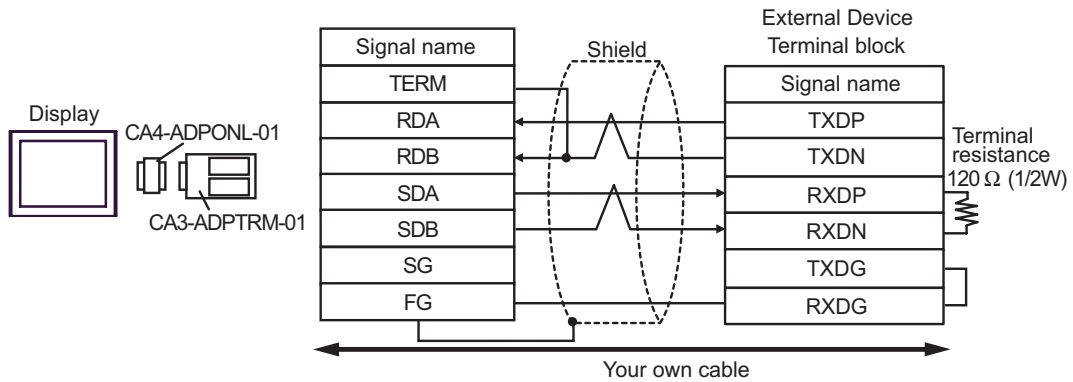 Display
CA4-ADPONL-01
CA3-ADPTRM-01
Signal name
TERM
RDA
RDB
SDA
SDB
SG
FG
Shield
External Device
Terminal block
Signal name
TXDP
TXDN
RXDP
RXDN
TXDG
RXDG
Terminal
resistance
120 Ω (1/2W)
Your own cable